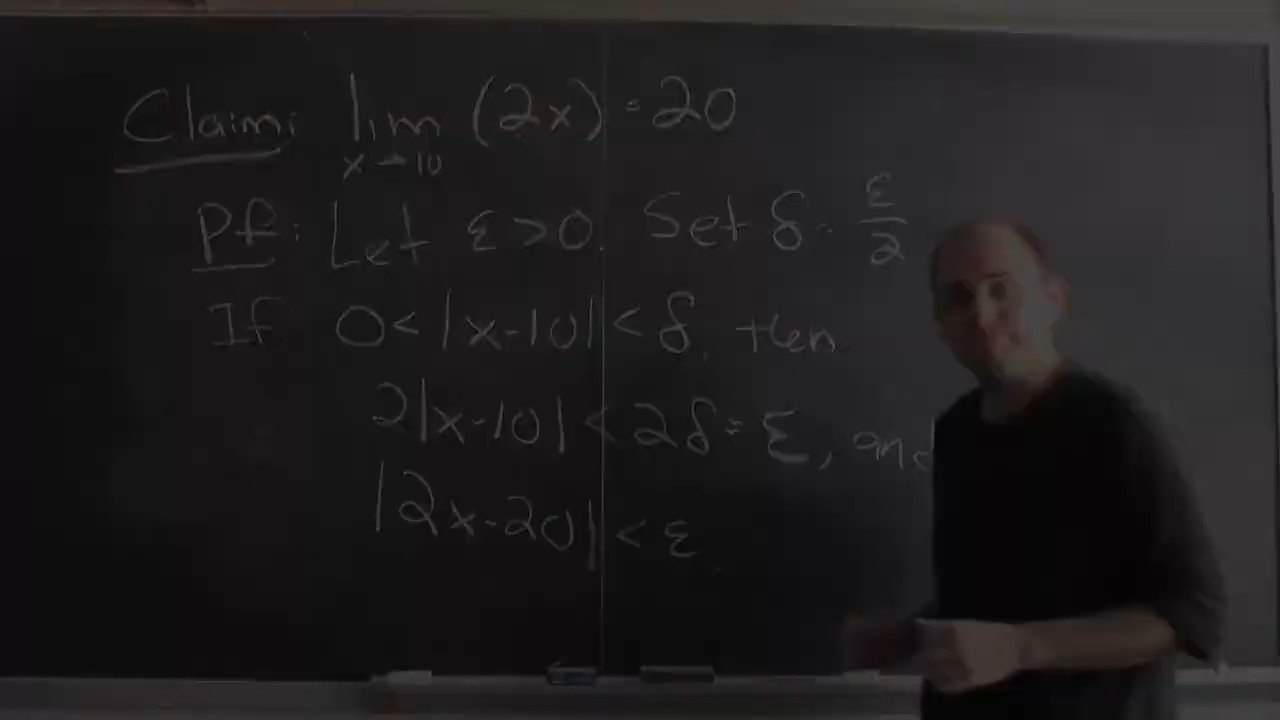 Claim: lim (2x) = 20
x→10
Pf: Let ε > 0. Set δ = ε/2
If 0 < |x-10| < δ, then
2|x-10| < 2δ = ε, and
|2x-20| < ε.